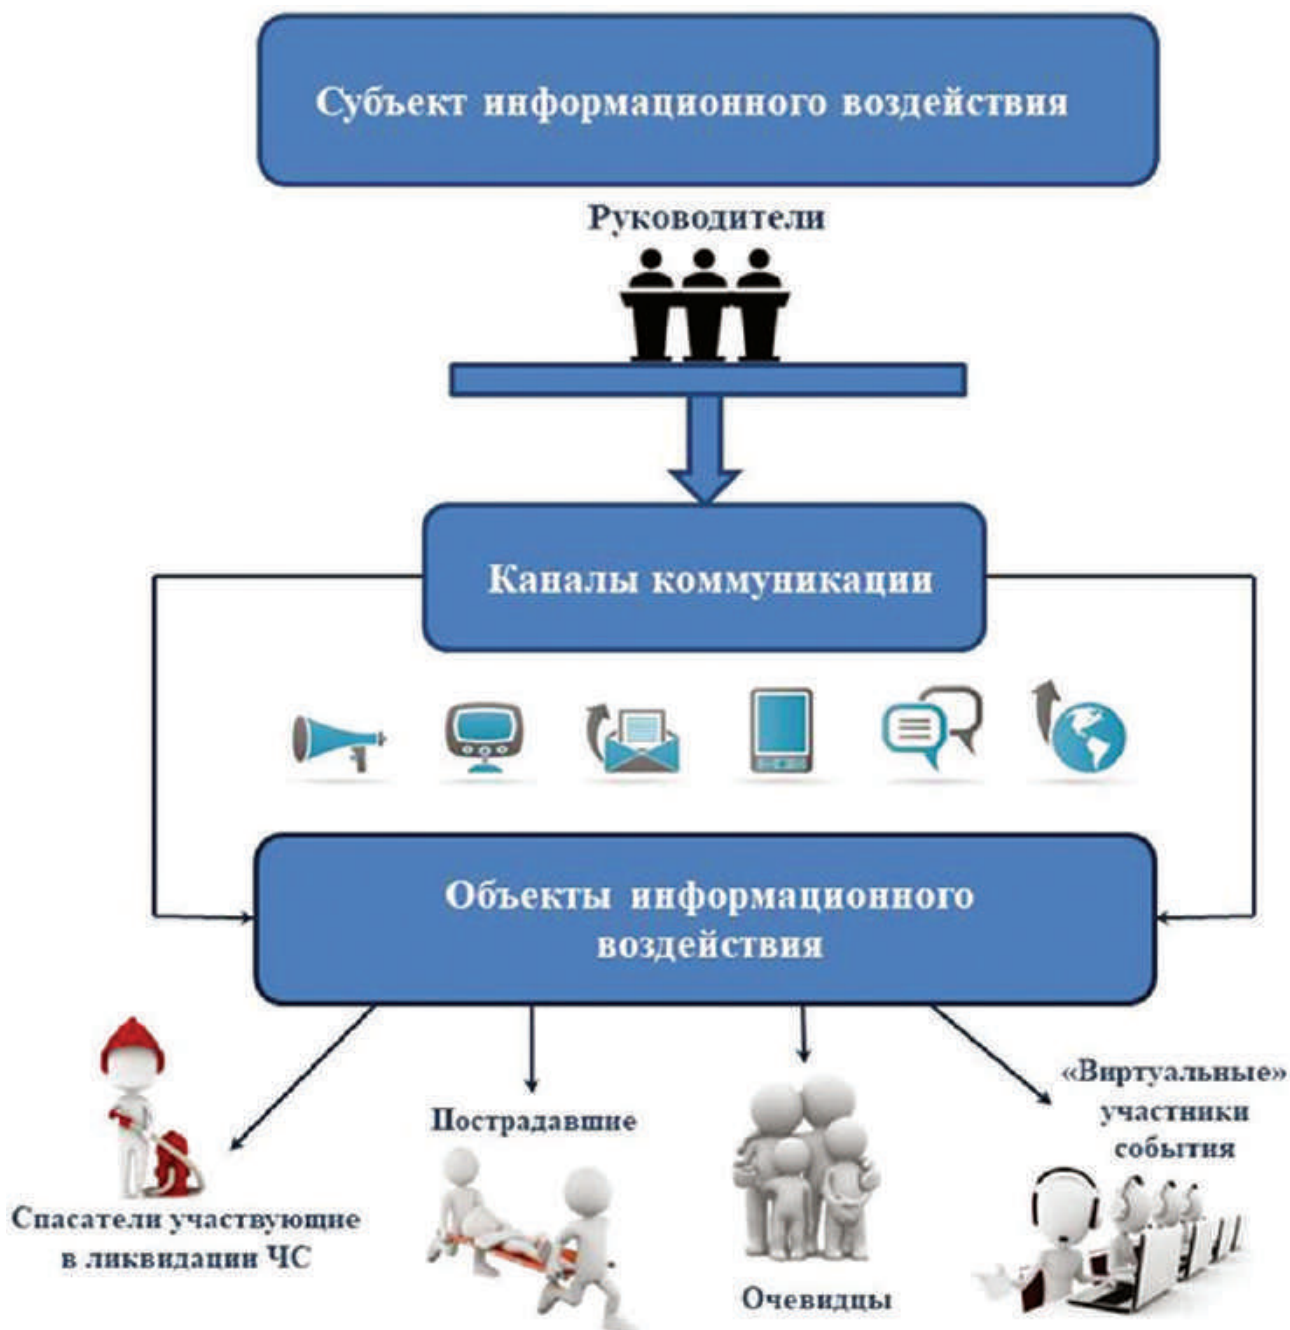 Субъект информационного воздействия
Руководители
Каналы коммуникации
Объекты информационного
воздействия
Спасатели участвующие
в ликвидации ЧС
Пострадавшие
Очевидцы
«Виртуальные»
участники
события